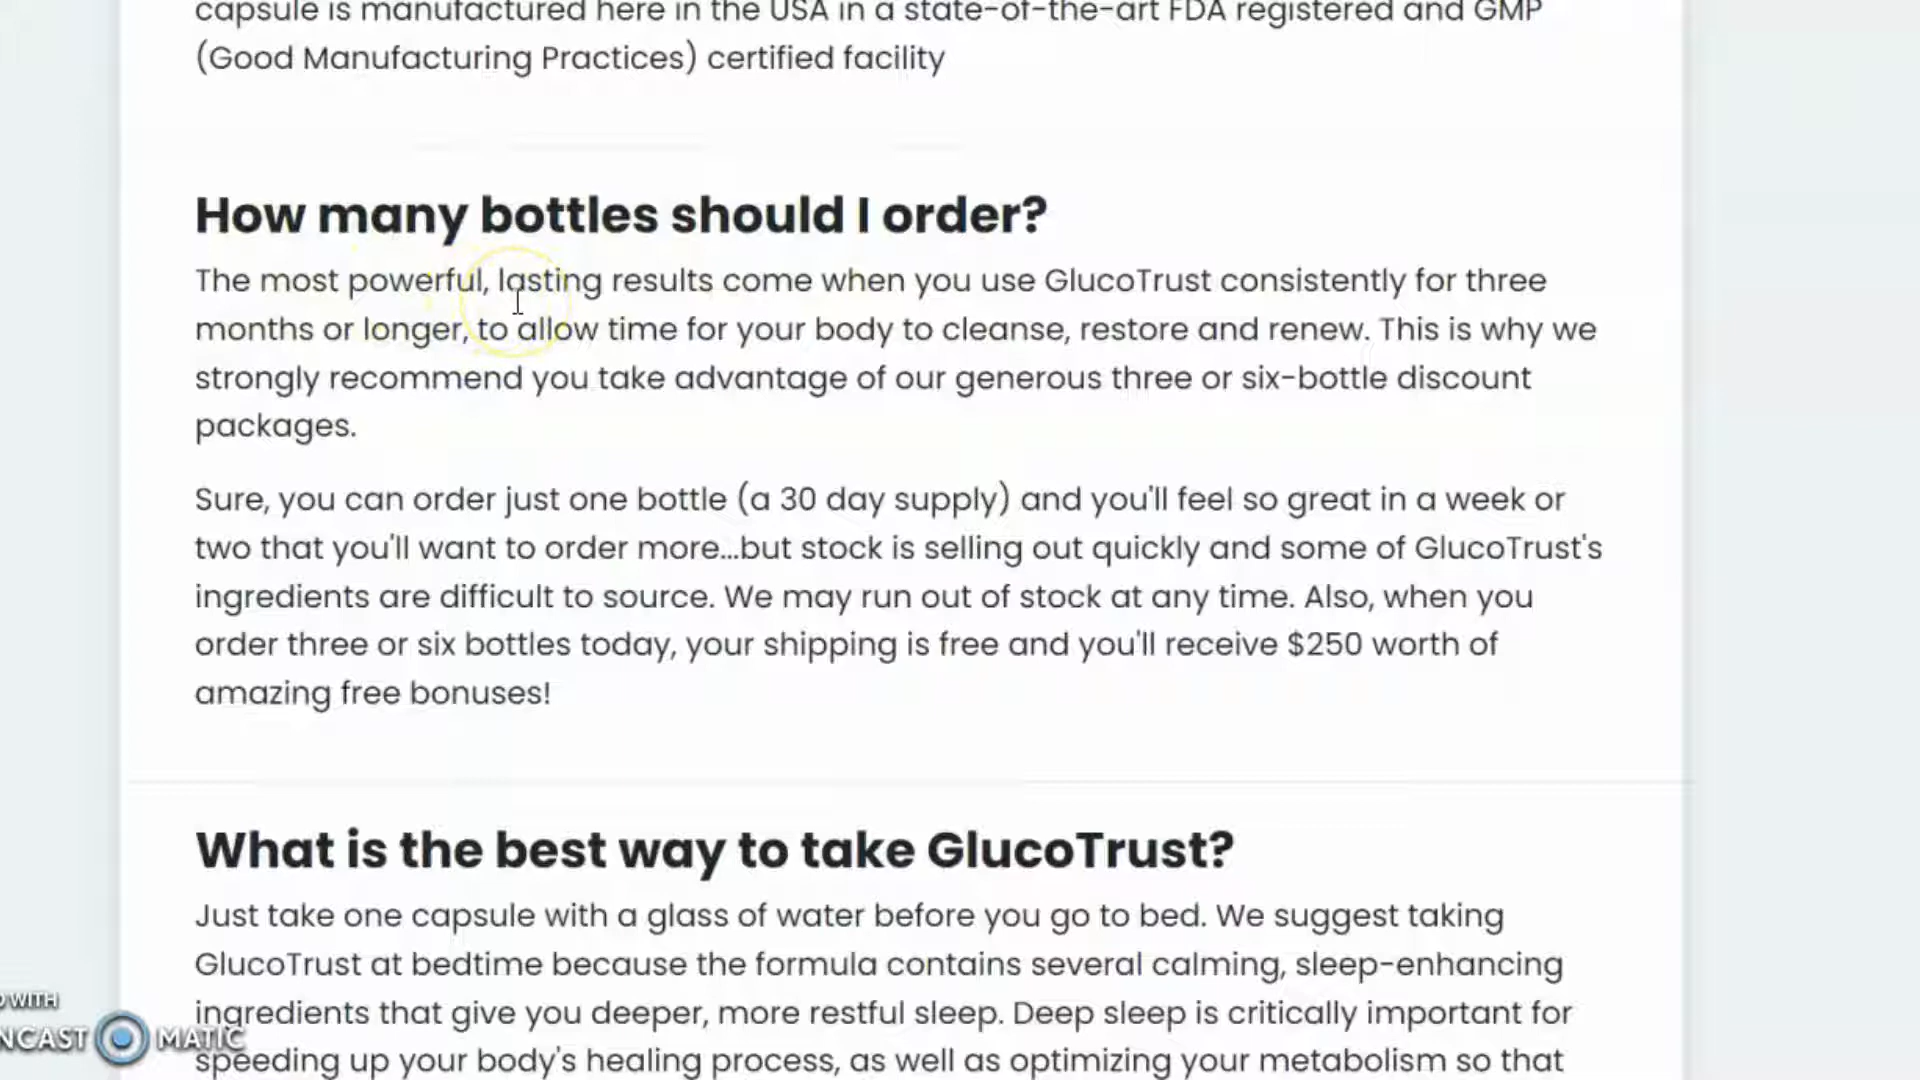 capsule is manufactured here in the USA in a state-of-the-art FDA registered and GMP
(Good Manufacturing Practices) certified facility
How many bottles should I order?
The most powerful, lasting results come when you use GlucoTrust consistently for three
months or longer, to allow time for your body to cleanse, restore and renew. This is why we
strongly recommend you take advantage of our generous three or six-bottle discount
packages.
Sure, you can order just one bottle (a 30 day supply) and you'll feel so great in a week or
two that you'll want to order more...but stock is selling out quickly and some of GlucoTrust's
ingredients are difficult to source. We may run out of stock at any time. Also, when you
order three or six bottles today, your shipping is free and you'll receive $250 worth of
amazing free bonuses!
What is the best way to take GlucoTrust?
Just take one capsule with a glass of water before you go to bed. We suggest taking
GlucoTrust at bedtime because the formula contains several calming, sleep-enhancing
ingredients that give you deeper, more restful sleep. Deep sleep is critically important for
speeding up your body's healing process, as well as optimizing your metabolism so that
WITH
NCAST MATIC